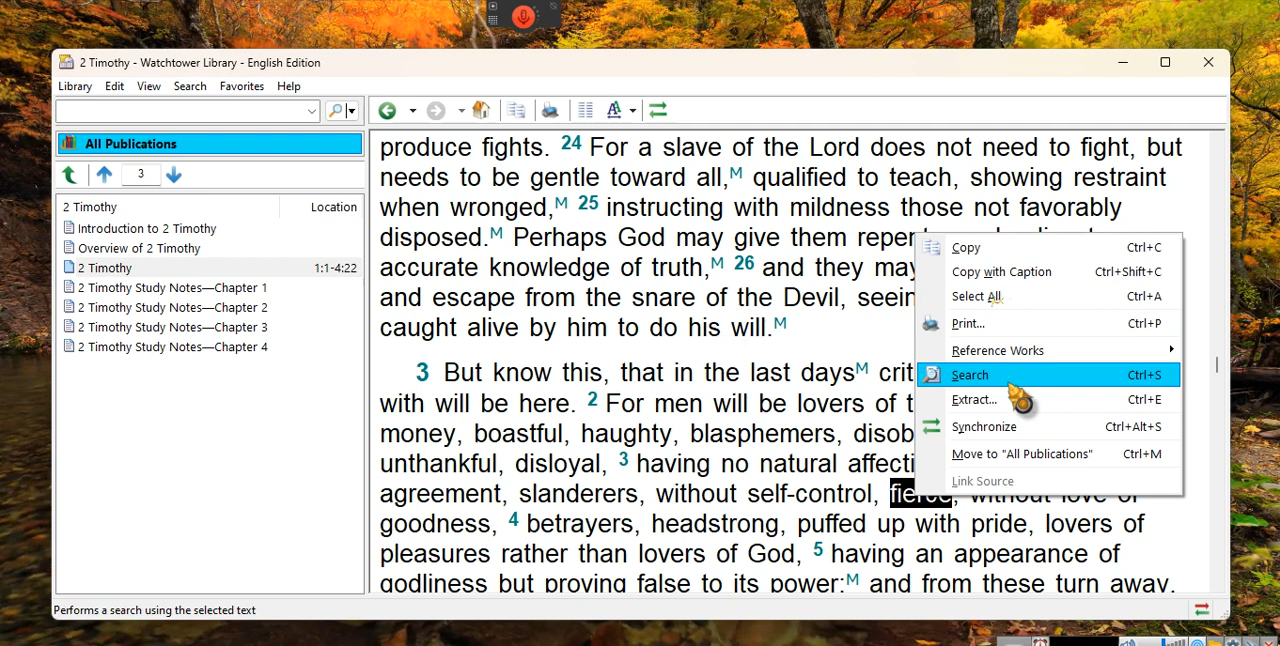 2 Timothy - Watchtower Library - English Edition
Library Edit View Search Favorites Help
All Publications
3
2 Timothy Location
Introduction to 2 Timothy
Overview of 2 Timothy
2 Timothy 1:1-4:22
2 Timothy Study Notes—Chapter 1
2 Timothy Study Notes—Chapter 2
2 Timothy Study Notes—Chapter 3
2 Timothy Study Notes—Chapter 4
produce fights. 24 For a slave of the Lord does not need to fight, but
needs to be gentle toward all,M qualified to teach, showing restraint
when wronged,M 25 instructing with mildness those not favorably
disposed.M Perhaps God may give them
accurate knowledge of truth,M 26 and they may
and escape from the snare of the Devil,
caught alive by him to do his will.M
3 But know this, that in the last daysM
with will be here. 2 For men will be lovers of
money, boastful, haughty, blasphemers,
unthankful, disloyal, 3 having no natural
agreement, slanderers, without self-control, fierce, without love of
goodness, 4 betrayers, headstrong, puffed up with pride, lovers of
pleasures rather than lovers of God, 5 having an appearance of
godliness but proving false to its power;M and from these turn away.
Copy Ctrl+C
Copy with Caption Ctrl+Shift+C
Select All Ctrl+A
Print... Ctrl+P
Reference Works
Search Ctrl+S
Extract... Ctrl+E
Synchronize Ctrl+Alt+S
Move to "All Publications" Ctrl+M
Link Source
Performs a search using the selected text